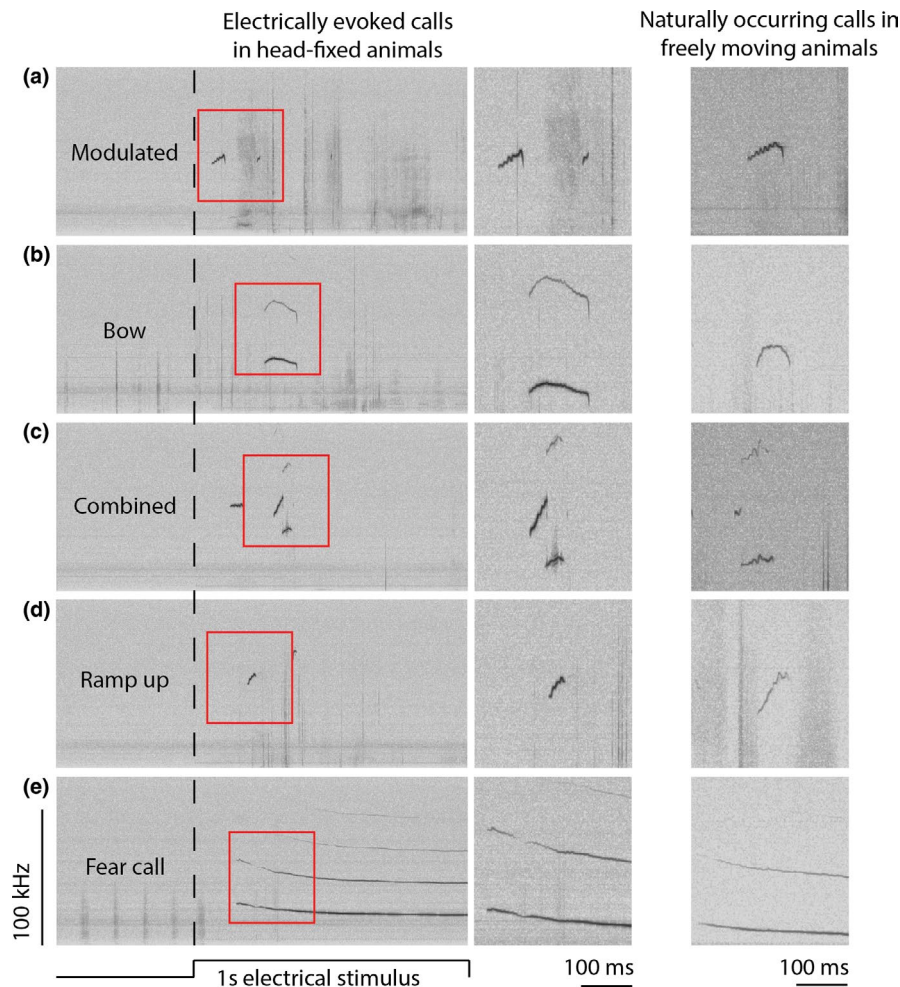 Electrically evoked calls
in head-fixed animals
Naturally occurring calls in
freely moving animals
(a)
Modulated
(b)
Bow
(c)
Combined
(d)
Ramp up
(e)
Fear call
100 kHz
1s electrical stimulus
100 ms
100 ms